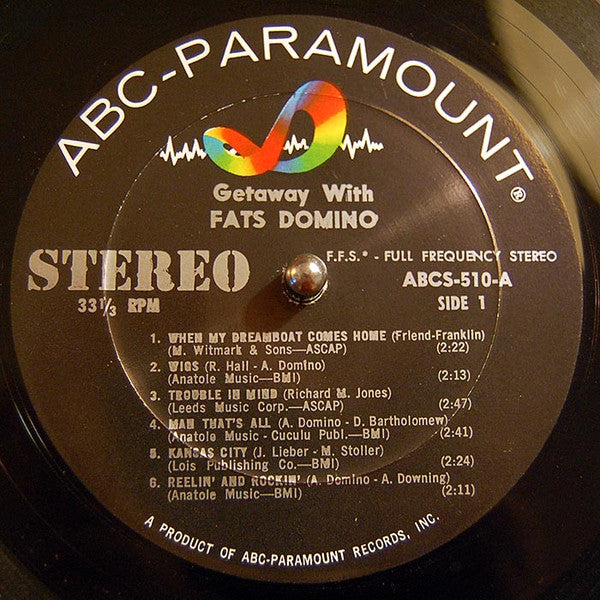 ABC-PARAMOUNT®
Getaway With
FATS DOMINO
STEREO
33⅓ RPM
F.F.S.® - FULL FREQUENCY STEREO
ABCS-510-A
SIDE 1
1. WHEN MY DREAMBOAT COMES HOME (Friend-Franklin)
(M. Witmark & Sons—ASCAP) (2:22)
2. WIGS (R. Hall - A. Domino)
(Anatole Music—BMI) (2:13)
3. TROUBLE IN MIND (Richard M. Jones)
(Leeds Music Corp.—ASCAP) (2:47)
4. MAN THAT'S ALL (A. Domino - D. Bartholomew)
(Anatole Music - Cuculu Publ.—BMI) (2:41)
5. KANSAS CITY (J. Lieber - M. Stoller)
(Lois Publishing Co.—BMI) (2:24)
6. REELIN' AND ROCKIN' (A. Domino - A. Downing)
(Anatole Music—BMI) (2:11)
A PRODUCT OF ABC-PARAMOUNT RECORDS, INC.